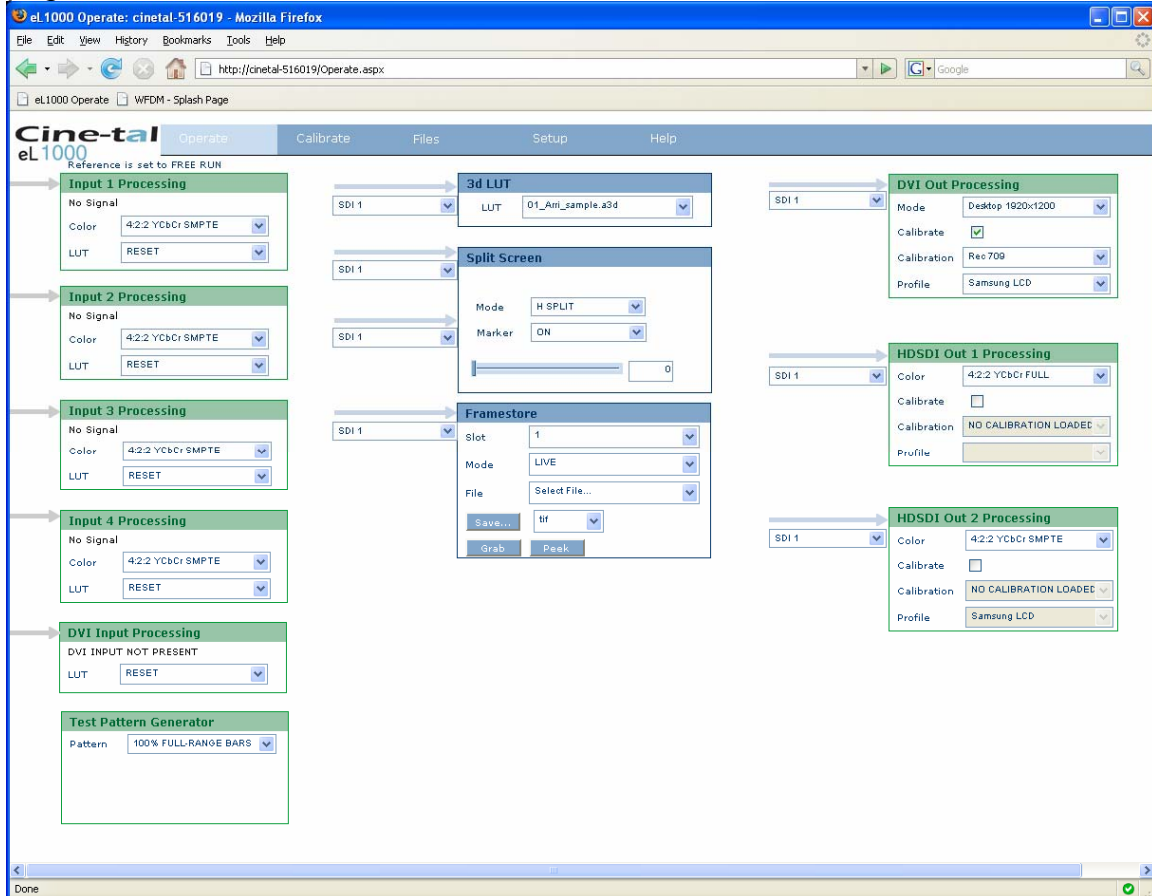 eL1000 Operate: cinetal-516019 - Mozilla Firefox
File Edit View History Bookmarks Tools Help
http://cinetal-516019/Operate.aspx
G Google
eL1000 Operate WFDM - Splash Page
Cine-tal
eL1000
Operate Calibrate Files Setup Help
Reference is set to FREE RUN
Input 1 Processing
No Signal
Color 4:2:2 YCbCr SMPTE
LUT RESET
Input 2 Processing
No Signal
Color 4:2:2 YCbCr SMPTE
LUT RESET
Input 3 Processing
No Signal
Color 4:2:2 YCbCr SMPTE
LUT RESET
Input 4 Processing
No Signal
Color 4:2:2 YCbCr SMPTE
LUT RESET
DVI Input Processing
DVI INPUT NOT PRESENT
LUT RESET
Test Pattern Generator
Pattern 100% FULL-RANGE BARS
SDI 1
3d LUT
LUT 01_Arri_sample.a3d
SDI 1
Split Screen
Mode H SPLIT
SDI 1
Marker ON
0
SDI 1
Framestore
Slot 1
Mode LIVE
File Select File...
Save... tif
Grab Peek
SDI 1
DVI Out Processing
Mode Desktop 1920x1200
Calibrate
Calibration Rec 709
Profile Samsung LCD
SDI 1
HDSDI Out 1 Processing
Color 4:2:2 YCbCr FULL
Calibrate
Calibration NO CALIBRATION LOADED
Profile
SDI 1
HDSDI Out 2 Processing
Color 4:2:2 YCbCr SMPTE
Calibrate
Calibration NO CALIBRATION LOADED
Profile Samsung LCD
Done